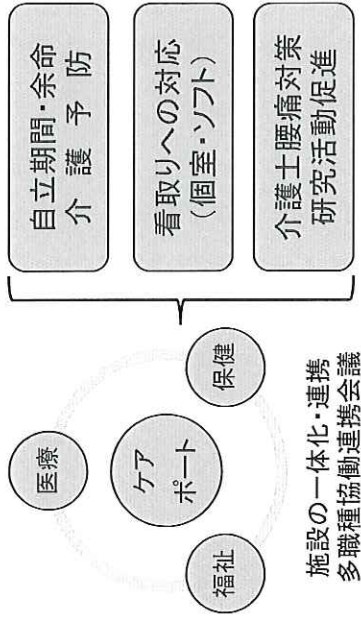 医療
ケア
ポート
福祉
保健
施設の一体化・連携
多職種協働連携会議
自立期間・余命
介護予防
看取りへの対応
(個室・ソフト)
介護士腰痛対策
研究活動促進